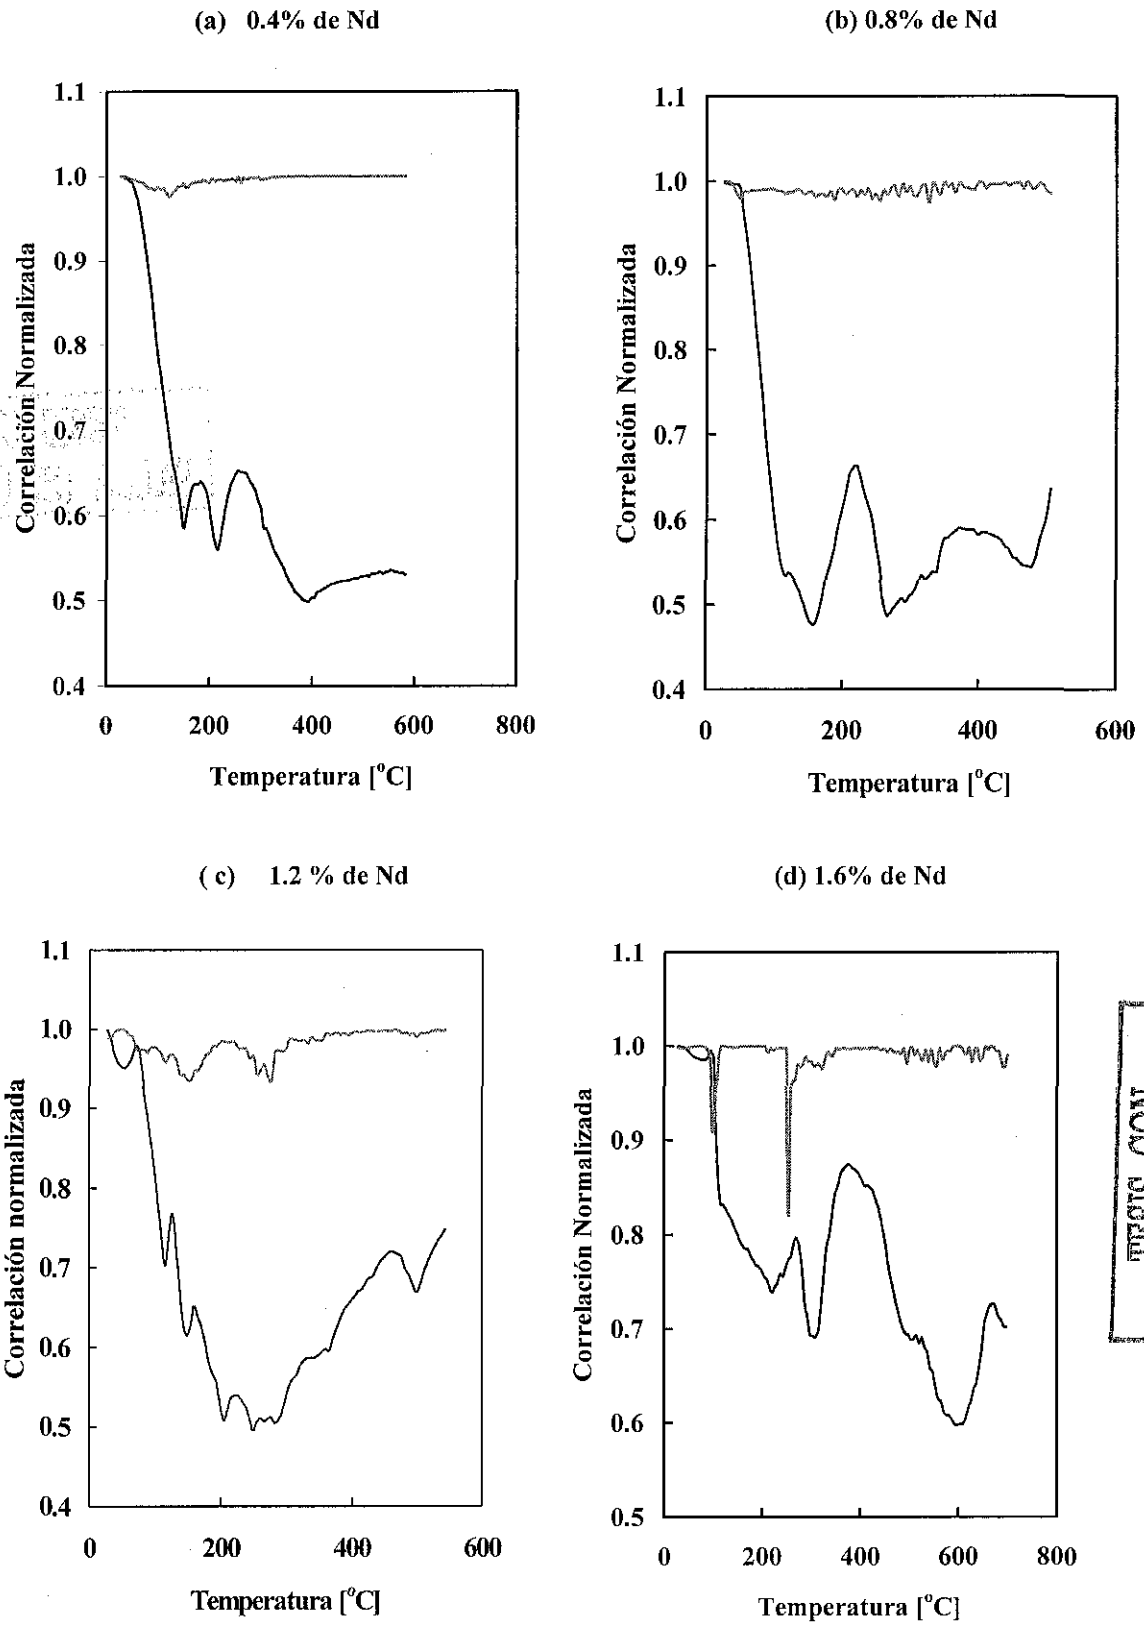 (a) 0.4% de Nd
(b) 0.8% de Nd
1.1
1.0
0.9
0.8
0.7
0.6
0.5
0.4
Correlación Normalizada
0 200 400 600 800
Temperatura [°C]
1.1
1.0
0.9
0.8
0.7
0.6
0.5
0.4
Correlación Normalizada
0 200 400 600
Temperatura [°C]
( c) 1.2 % de Nd
(d) 1.6% de Nd
1.1
1.0
0.9
0.8
0.7
0.6
0.5
0.4
Correlación normalizada
0 200 400 600
Temperatura [°C]
1.1
1.0
0.9
0.8
0.7
0.6
0.5
Correlación Normalizada
0 200 400 600 800
Temperatura [°C]
TESIS CON